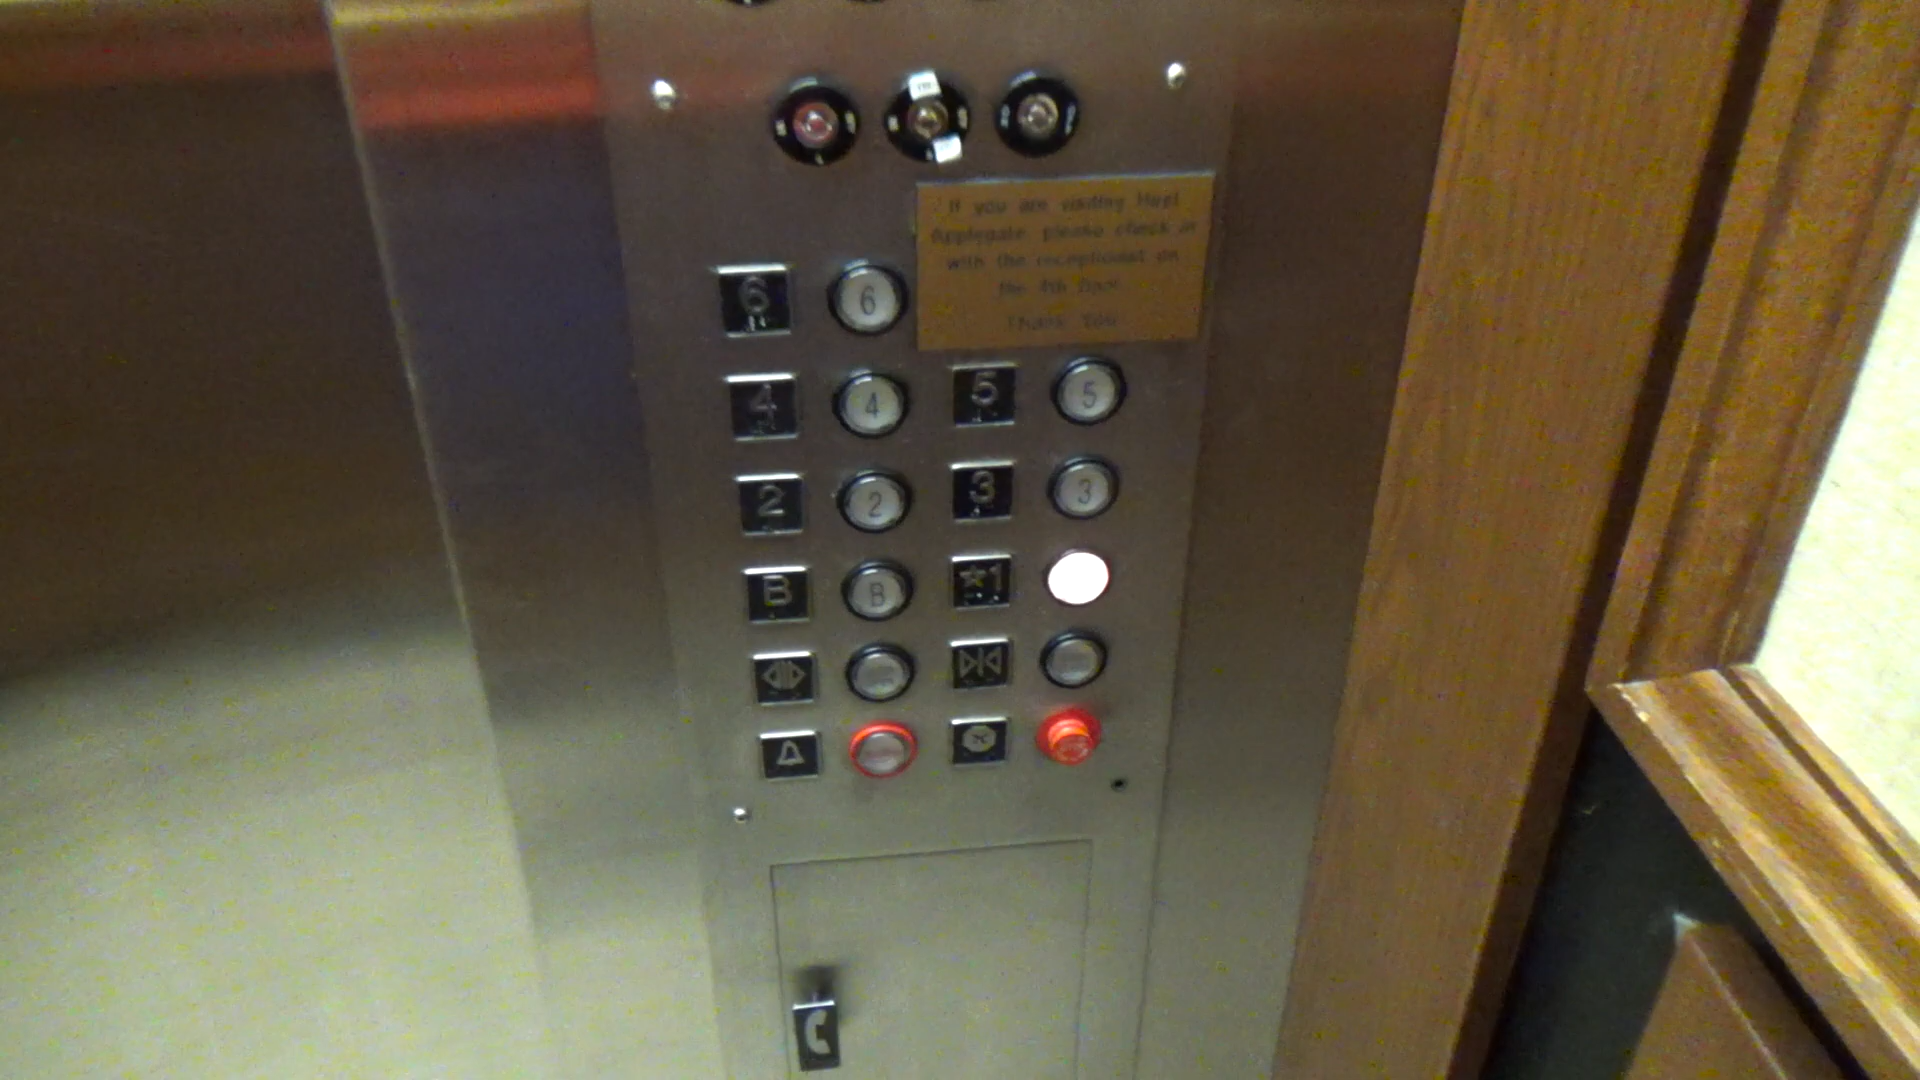 If you are visiting Hart
Applegate, please check in
with the receptionist on
the 4th floor.
Thank You
6 6
4 4 5 5
2 2 3 3
B B ★1